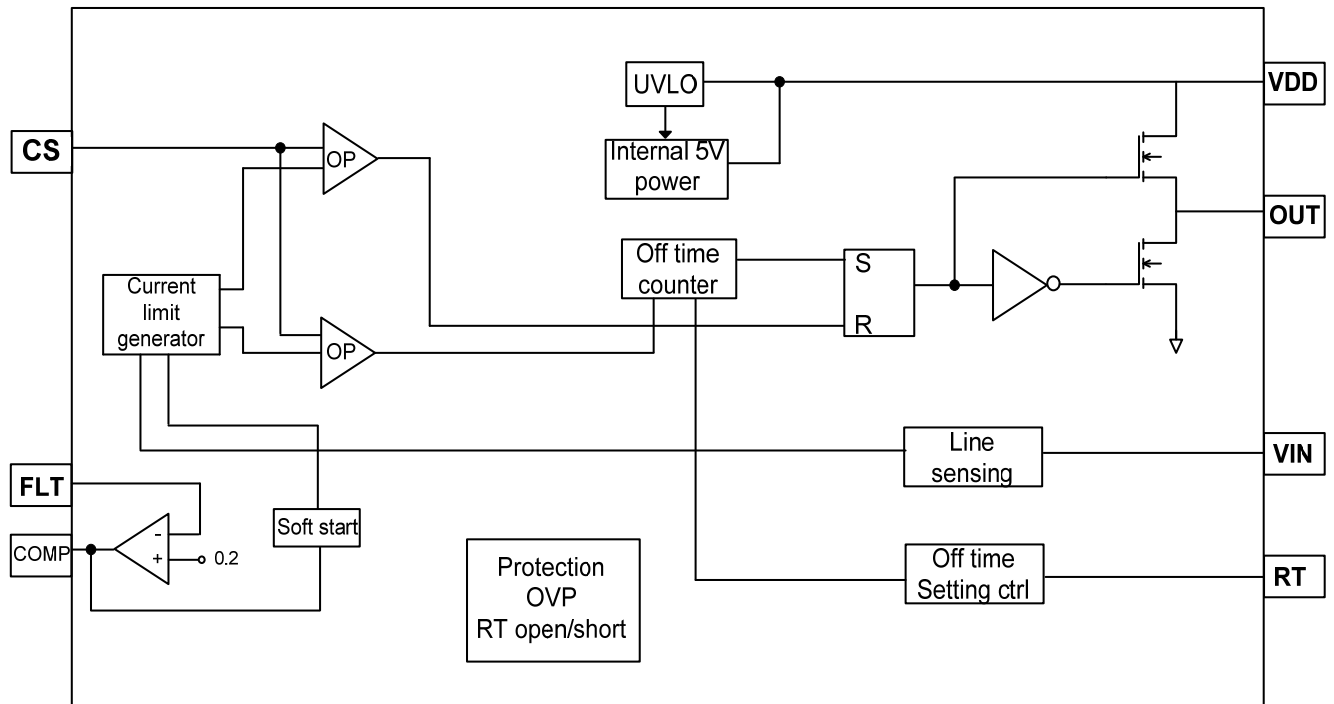 UVLO
VDD
CS
OP
Internal 5V
power
OUT
Off time
counter
S
R
Current
limit
generator
OP
Line
sensing
VIN
FLT
COMP
-
+
0.2
Soft start
Protection
OVP
RT open/short
Off time
Setting ctrl
RT